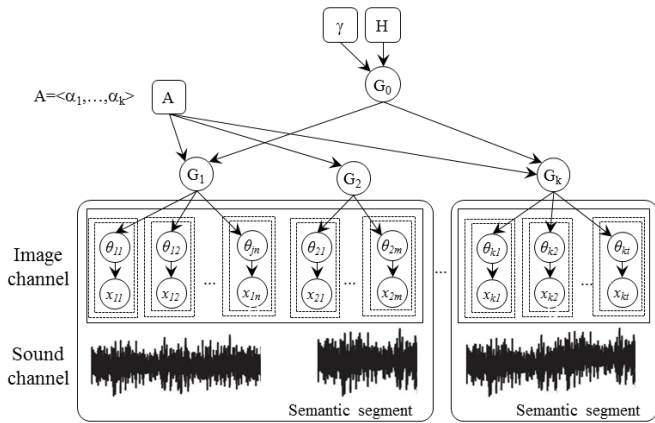 γ H
G0
A=<α1,…,αk> A
G1 G2 Gk
Image channel
θ11 θ12 θjn θ21 θ2m θk1 θk2 θkt
...
x11 x12 ... x1n x21 ... x2m xk1 xk2 ... xkt
Sound channel
Semantic segment Semantic segment